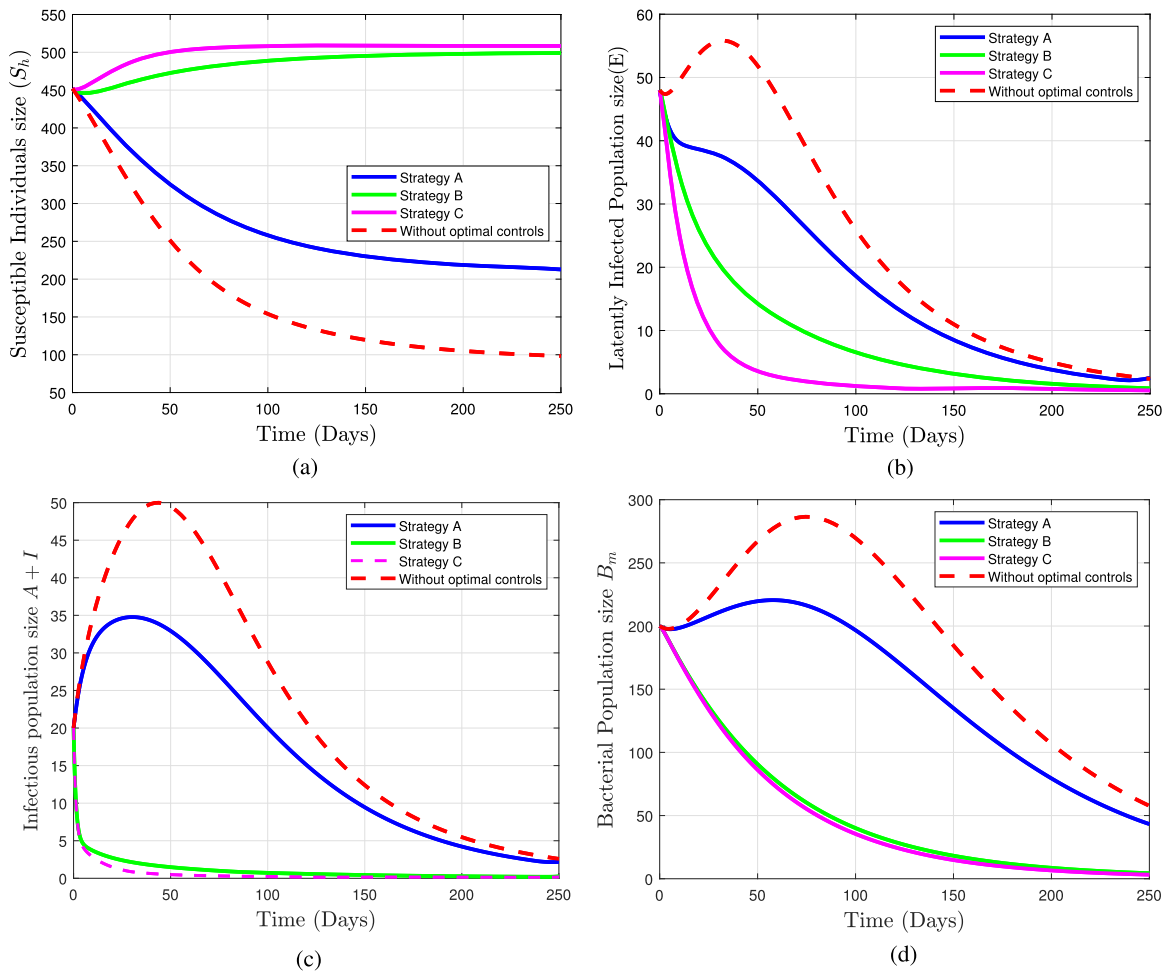 550
500
450
400
350
300
250
200
150
100
50
0
50
100
150
200
250
Susceptible Individuals size (S_h)
Time (Days)
Strategy A
Strategy B
Strategy C
Without optimal controls
(a)
60
50
40
30
20
10
0
0
50
100
150
200
250
Latently Infected Population size(E)
Time (Days)
Strategy A
Strategy B
Strategy C
Without optimal controls
(b)
50
45
40
35
30
25
20
15
10
5
0
0
50
100
150
200
250
Infectious population size A + I
Time (Days)
Strategy A
Strategy B
Strategy C
Without optimal controls
(c)
300
250
200
150
100
50
0
0
50
100
150
200
250
Bacterial Population size B_m
Time (Days)
Strategy A
Strategy B
Strategy C
Without optimal controls
(d)